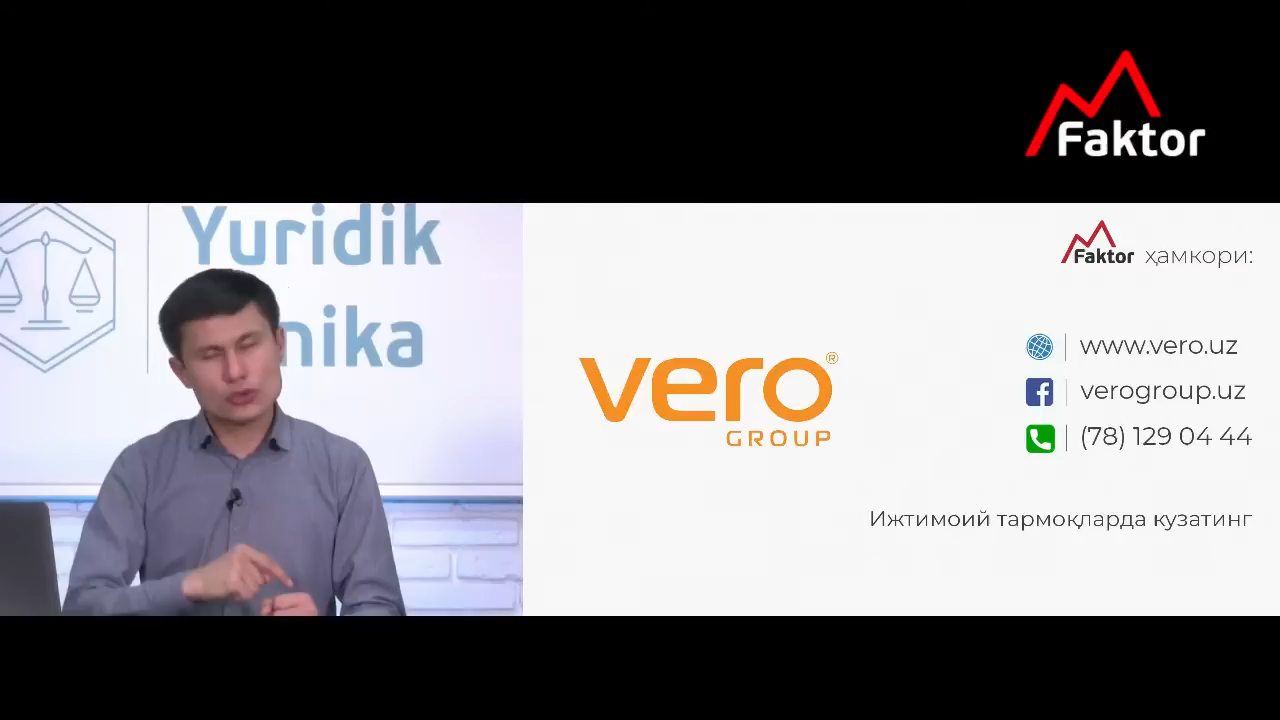 Faktor
Yuridik
nika
Faktor ҳамкори:
vero®
GROUP
www.vero.uz
verogroup.uz
(78) 129 04 44
Ижтимоий тармоқларда кузатинг